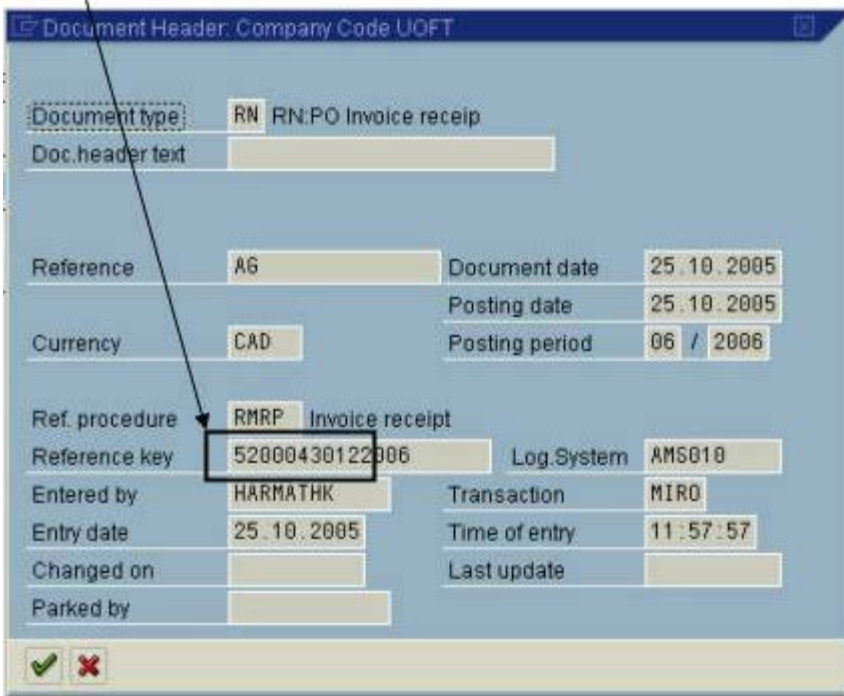 Document Header: Company Code UOFT
Document type RN RN:PO Invoice receip
Doc.header text
Reference AG Document date 25.10.2005
Posting date 25.10.2005
Currency CAD Posting period 06 / 2006
Ref. procedure RMRP Invoice receipt
Reference key 52000430122006 Log.System AMS010
Entered by HARMATHK Transaction MIRO
Entry date 25.10.2005 Time of entry 11:57:57
Changed on Last update
Parked by